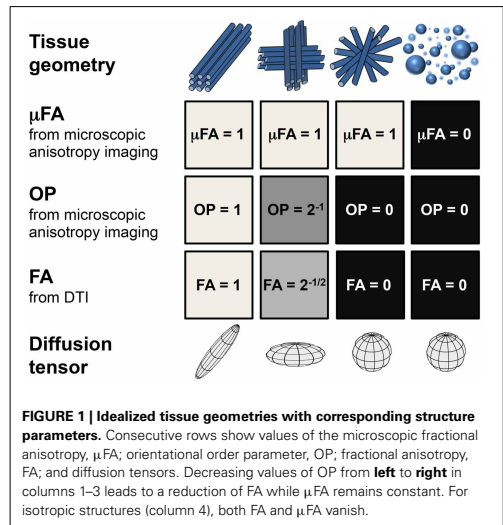 Tissue
geometry
μFA
from microscopic
anisotropy imaging
μFA = 1
μFA = 1
μFA = 1
μFA = 0
OP
from microscopic
anisotropy imaging
OP = 1
OP = 2⁻¹
OP = 0
OP = 0
FA
from DTI
FA = 1
FA = 2⁻¹/²
FA = 0
FA = 0
Diffusion
tensor
FIGURE 1 | Idealized tissue geometries with corresponding structure
parameters. Consecutive rows show values of the microscopic fractional
anisotropy, μFA; orientational order parameter, OP; fractional anisotropy,
FA; and diffusion tensors. Decreasing values of OP from left to right in
columns 1–3 leads to a reduction of FA while μFA remains constant. For
isotropic structures (column 4), both FA and μFA vanish.